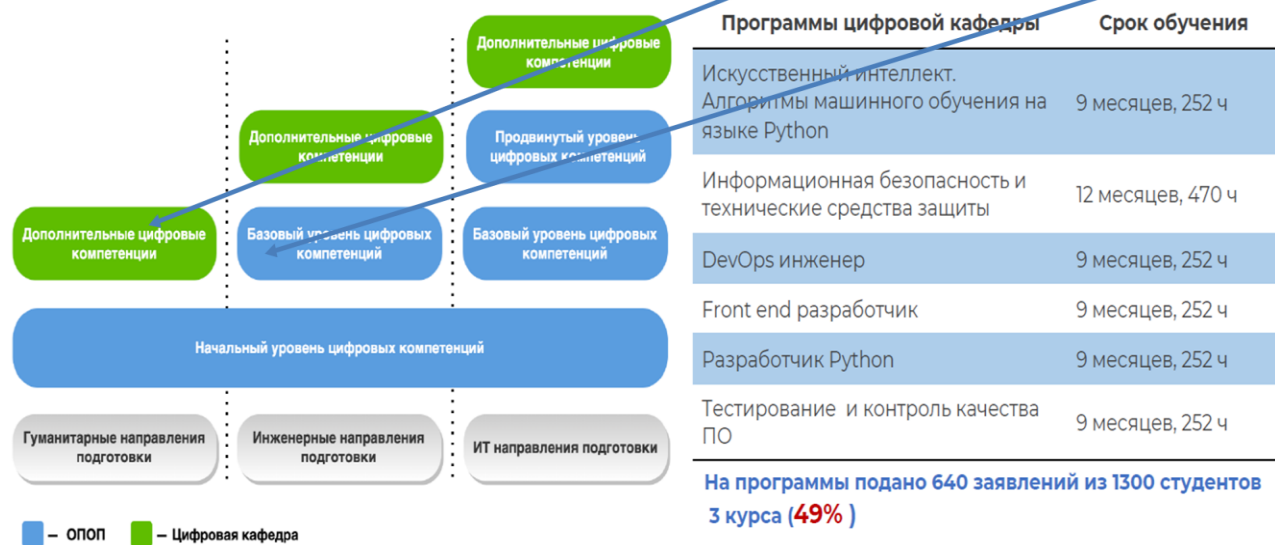 Дополнительные цифровые
компетенции
Дополнительные цифровые
компетенции
Продвинутый уровень
цифровых компетенций
Дополнительные цифровые
компетенции
Базовый уровень цифровых
компетенций
Базовый уровень цифровых
компетенций
Начальный уровень цифровых компетенций
Гуманитарные направления
подготовки
Инженерные направления
подготовки
ИТ направления подготовки
– ОПОП
– Цифровая кафедра
Программы цифровой кафедры Срок обучения
Искусственный интеллект.
Алгоритмы машинного обучения на
языке Python
9 месяцев, 252 ч
Информационная безопасность и
технические средства защиты
12 месяцев, 470 ч
DevOps инженер 9 месяцев, 252 ч
Front end разработчик 9 месяцев, 252 ч
Разработчик Python 9 месяцев, 252 ч
Тестирование и контроль качества
ПО
9 месяцев, 252 ч
На программы подано 640 заявлений из 1300 студентов
3 курса (49% )